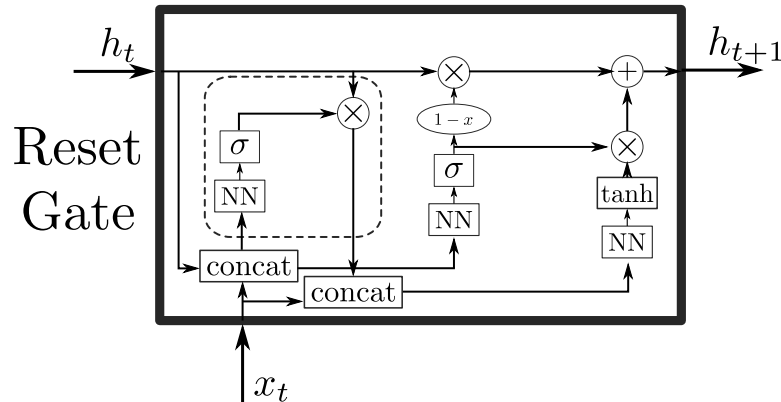 h_t
h_{t+1}
×
+
×
1 − x
×
Reset
Gate
σ
σ
tanh
NN
NN
NN
concat
concat
x_t